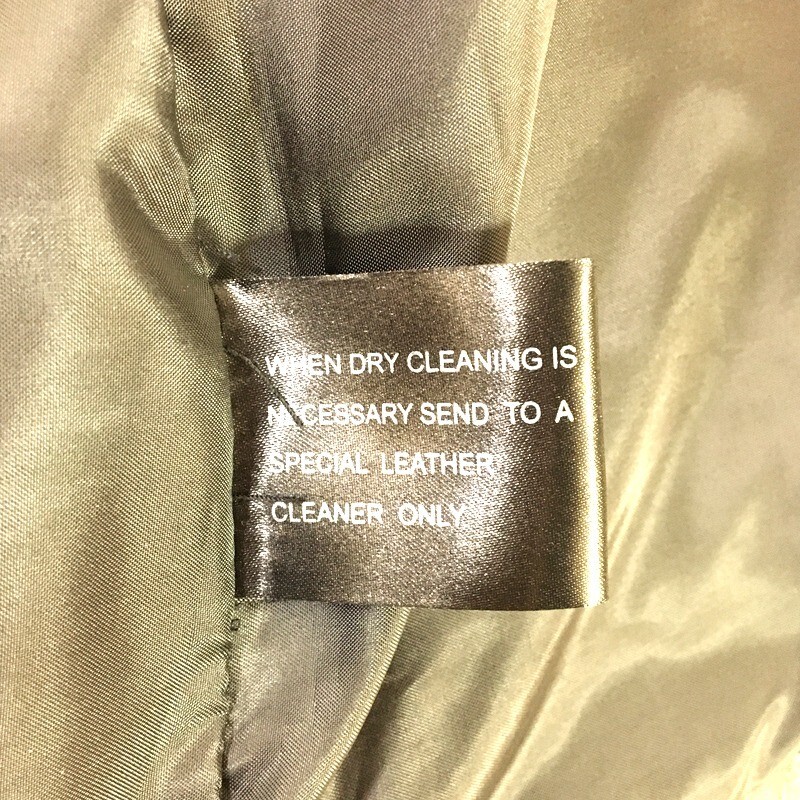 WHEN DRY CLEANING IS
NECESSARY SEND TO A
SPECIAL LEATHER
CLEANER ONLY